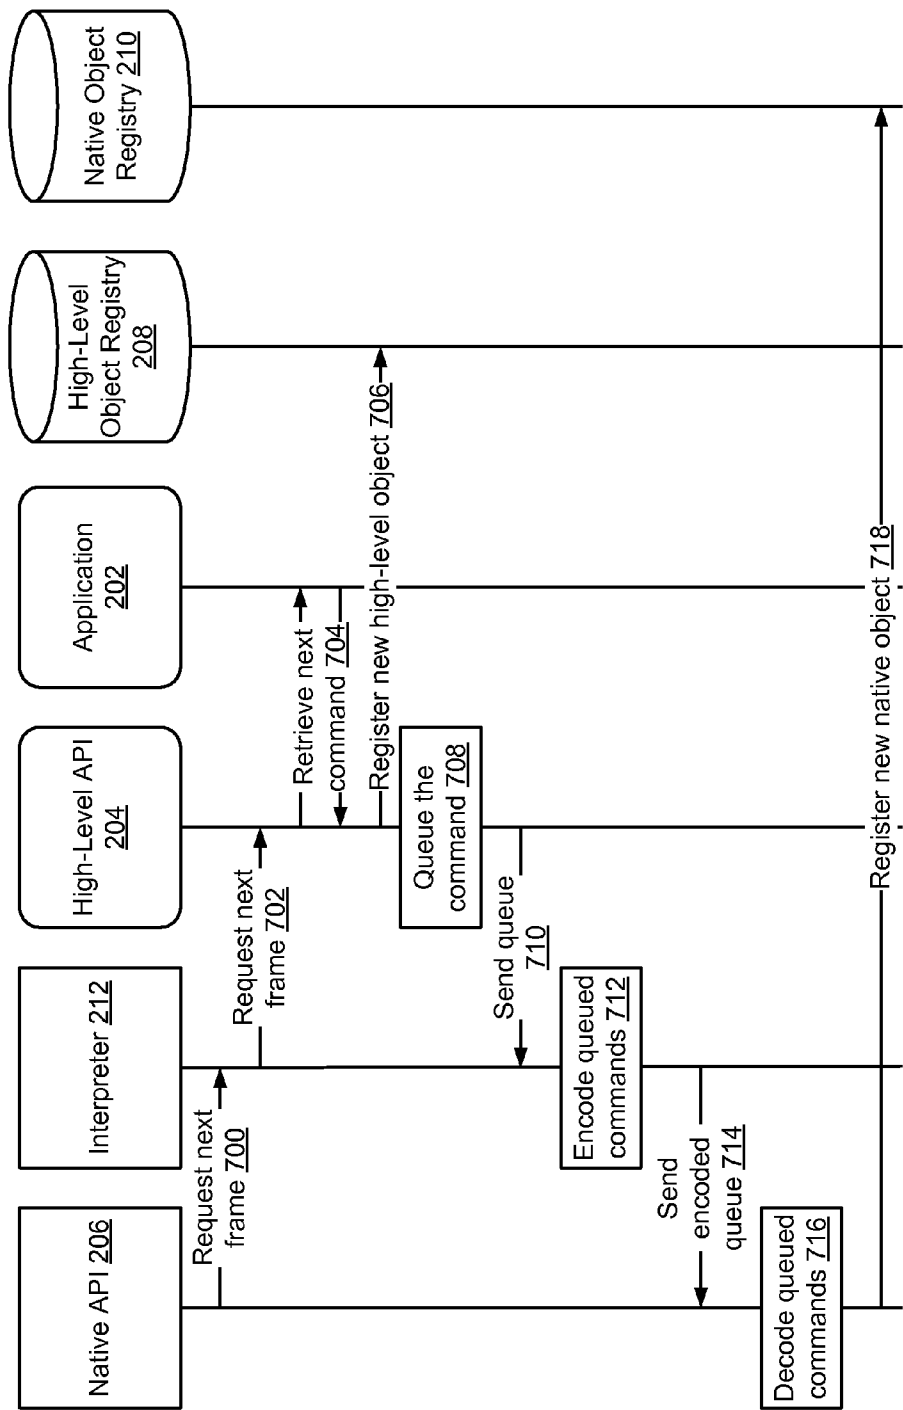 Native API 206
Interpreter 212
High-Level API
204
Application
202
High-Level
Object Registry
208
Native Object
Registry 210
Request next
frame 700
Request next
frame 702
Retrieve next
command 704
Register new high-level object 706
Queue the
command 708
Send queue
710
Encode queued
commands 712
Send
encoded
queue 714
Decode queued
commands 716
Register new native object 718